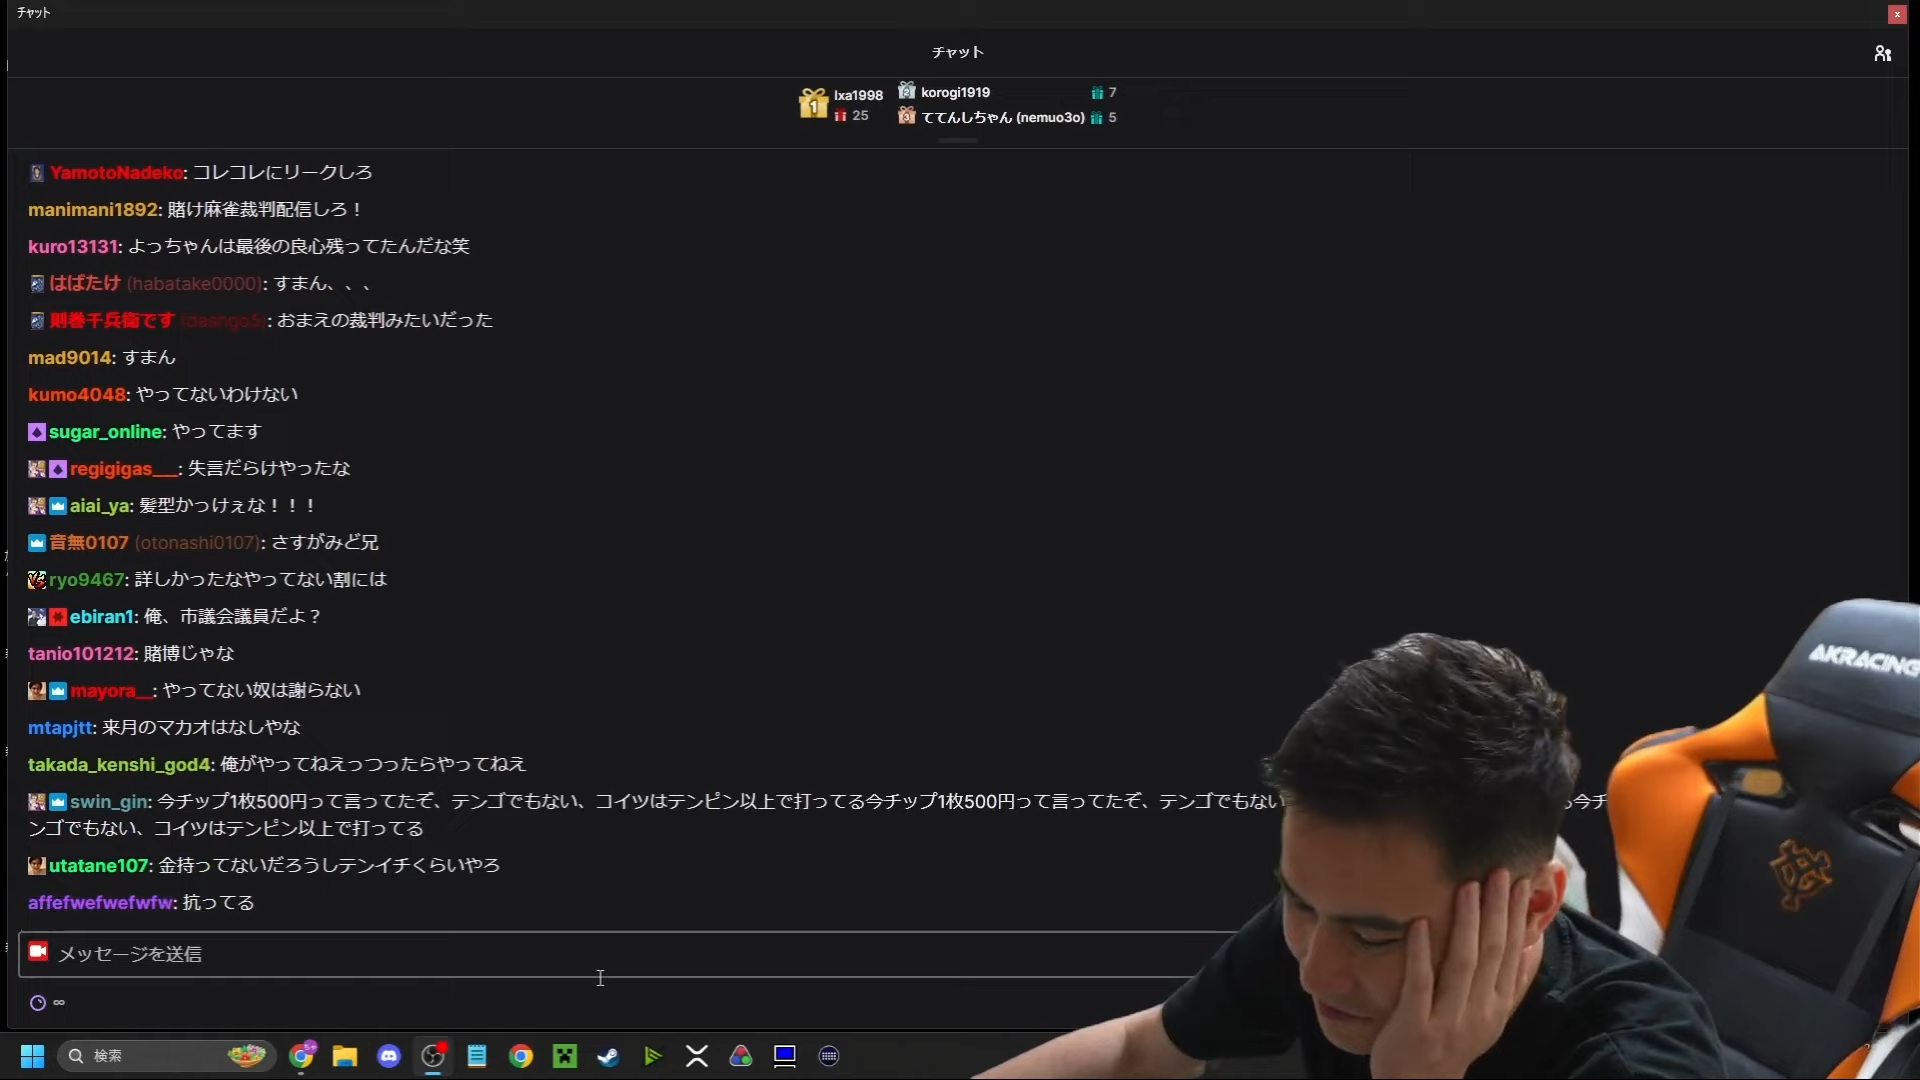 チャット
チャット
1 lxa1998 2 korogi1919 7
25 3 ててんしちゃん (nemuo3o) 5
YamotoNadeko: コレコレにリークしろ
manimani1892: 賭け麻雀裁判配信しろ！
kuro13131: よっちゃんは最後の良心残ってたんだな笑
はばたけ (habatake0000): すまん、、、
則巻千兵衛です (dashgo5): おまえの裁判みたいだった
mad9014: すまん
kumo4048: やってないわけない
sugar_online: やってます
regigigas___: 失言だらけやったな
aiai_ya: 髪型かっけぇな！！！
音無0107 (otonashi0107): さすがみど兄
ryo9467: 詳しかったなやってない割には
ebiran1: 俺、市議会議員だよ？
tanio101212: 賭博じゃな
mayora__: やってない奴は謝らない
mtapjtt: 来月のマカオはなしやな
takada_kenshi_god4: 俺がやってねえっつったらやってねえ
swin_gin: 今チップ1枚500円って言ってたぞ、テンゴでもない、コイツはテンピン以上で打ってる今チップ1枚500円って言ってたぞ、テンゴでもない 今チ
ンゴでもない、コイツはテンピン以上で打ってる
utatane107: 金持ってないだろうしテンイチくらいやろ
affefwefwefwfw: 抗ってる
メッセージを送信
∞
検索
AKRACING